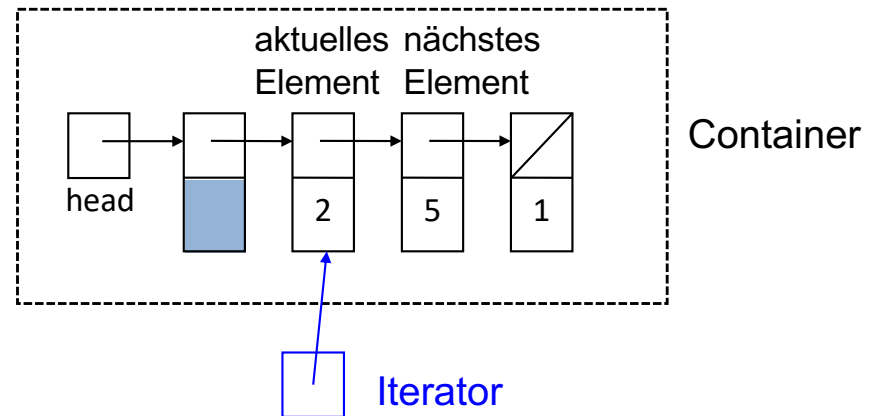 aktuelles nächstes
Element Element
Container
head
2 5 1
Iterator